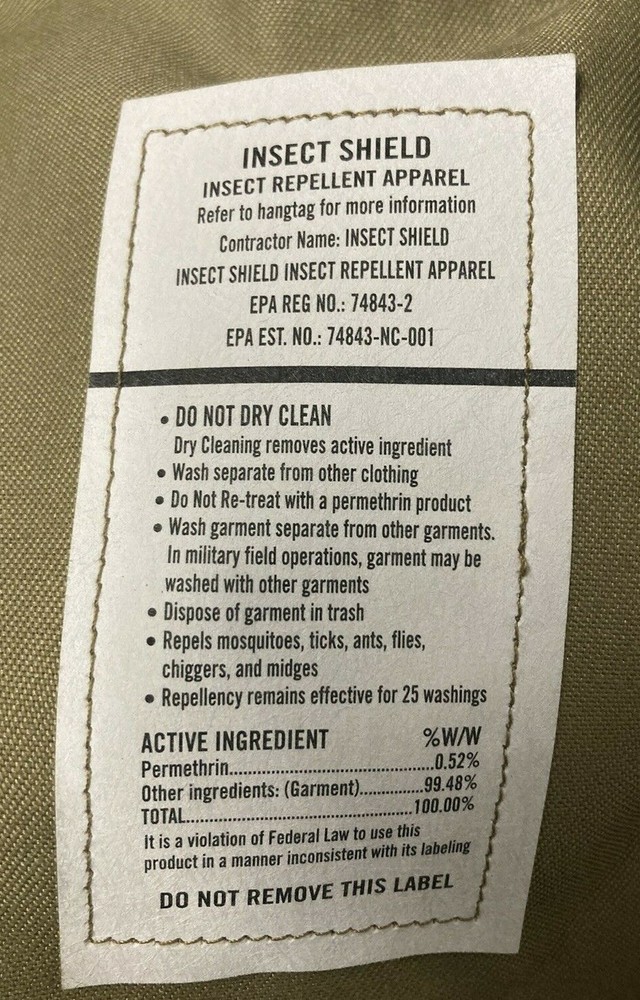 INSECT SHIELD
INSECT REPELLENT APPAREL
Refer to hangtag for more information
Contractor Name: INSECT SHIELD
INSECT SHIELD INSECT REPELLENT APPAREL
EPA REG NO.: 74843-2
EPA EST. NO.: 74843-NC-001
• DO NOT DRY CLEAN
Dry Cleaning removes active ingredient
• Wash separate from other clothing
• Do Not Re-treat with a permethrin product
• Wash garment separate from other garments.
In military field operations, garment may be
washed with other garments
• Dispose of garment in trash
• Repels mosquitoes, ticks, ants, flies,
chiggers, and midges
• Repellency remains effective for 25 washings
ACTIVE INGREDIENT %W/W
Permethrin..................................0.52%
Other ingredients: (Garment)..............99.48%
TOTAL.......................................100.00%
It is a violation of Federal Law to use this
product in a manner inconsistent with its labeling
DO NOT REMOVE THIS LABEL